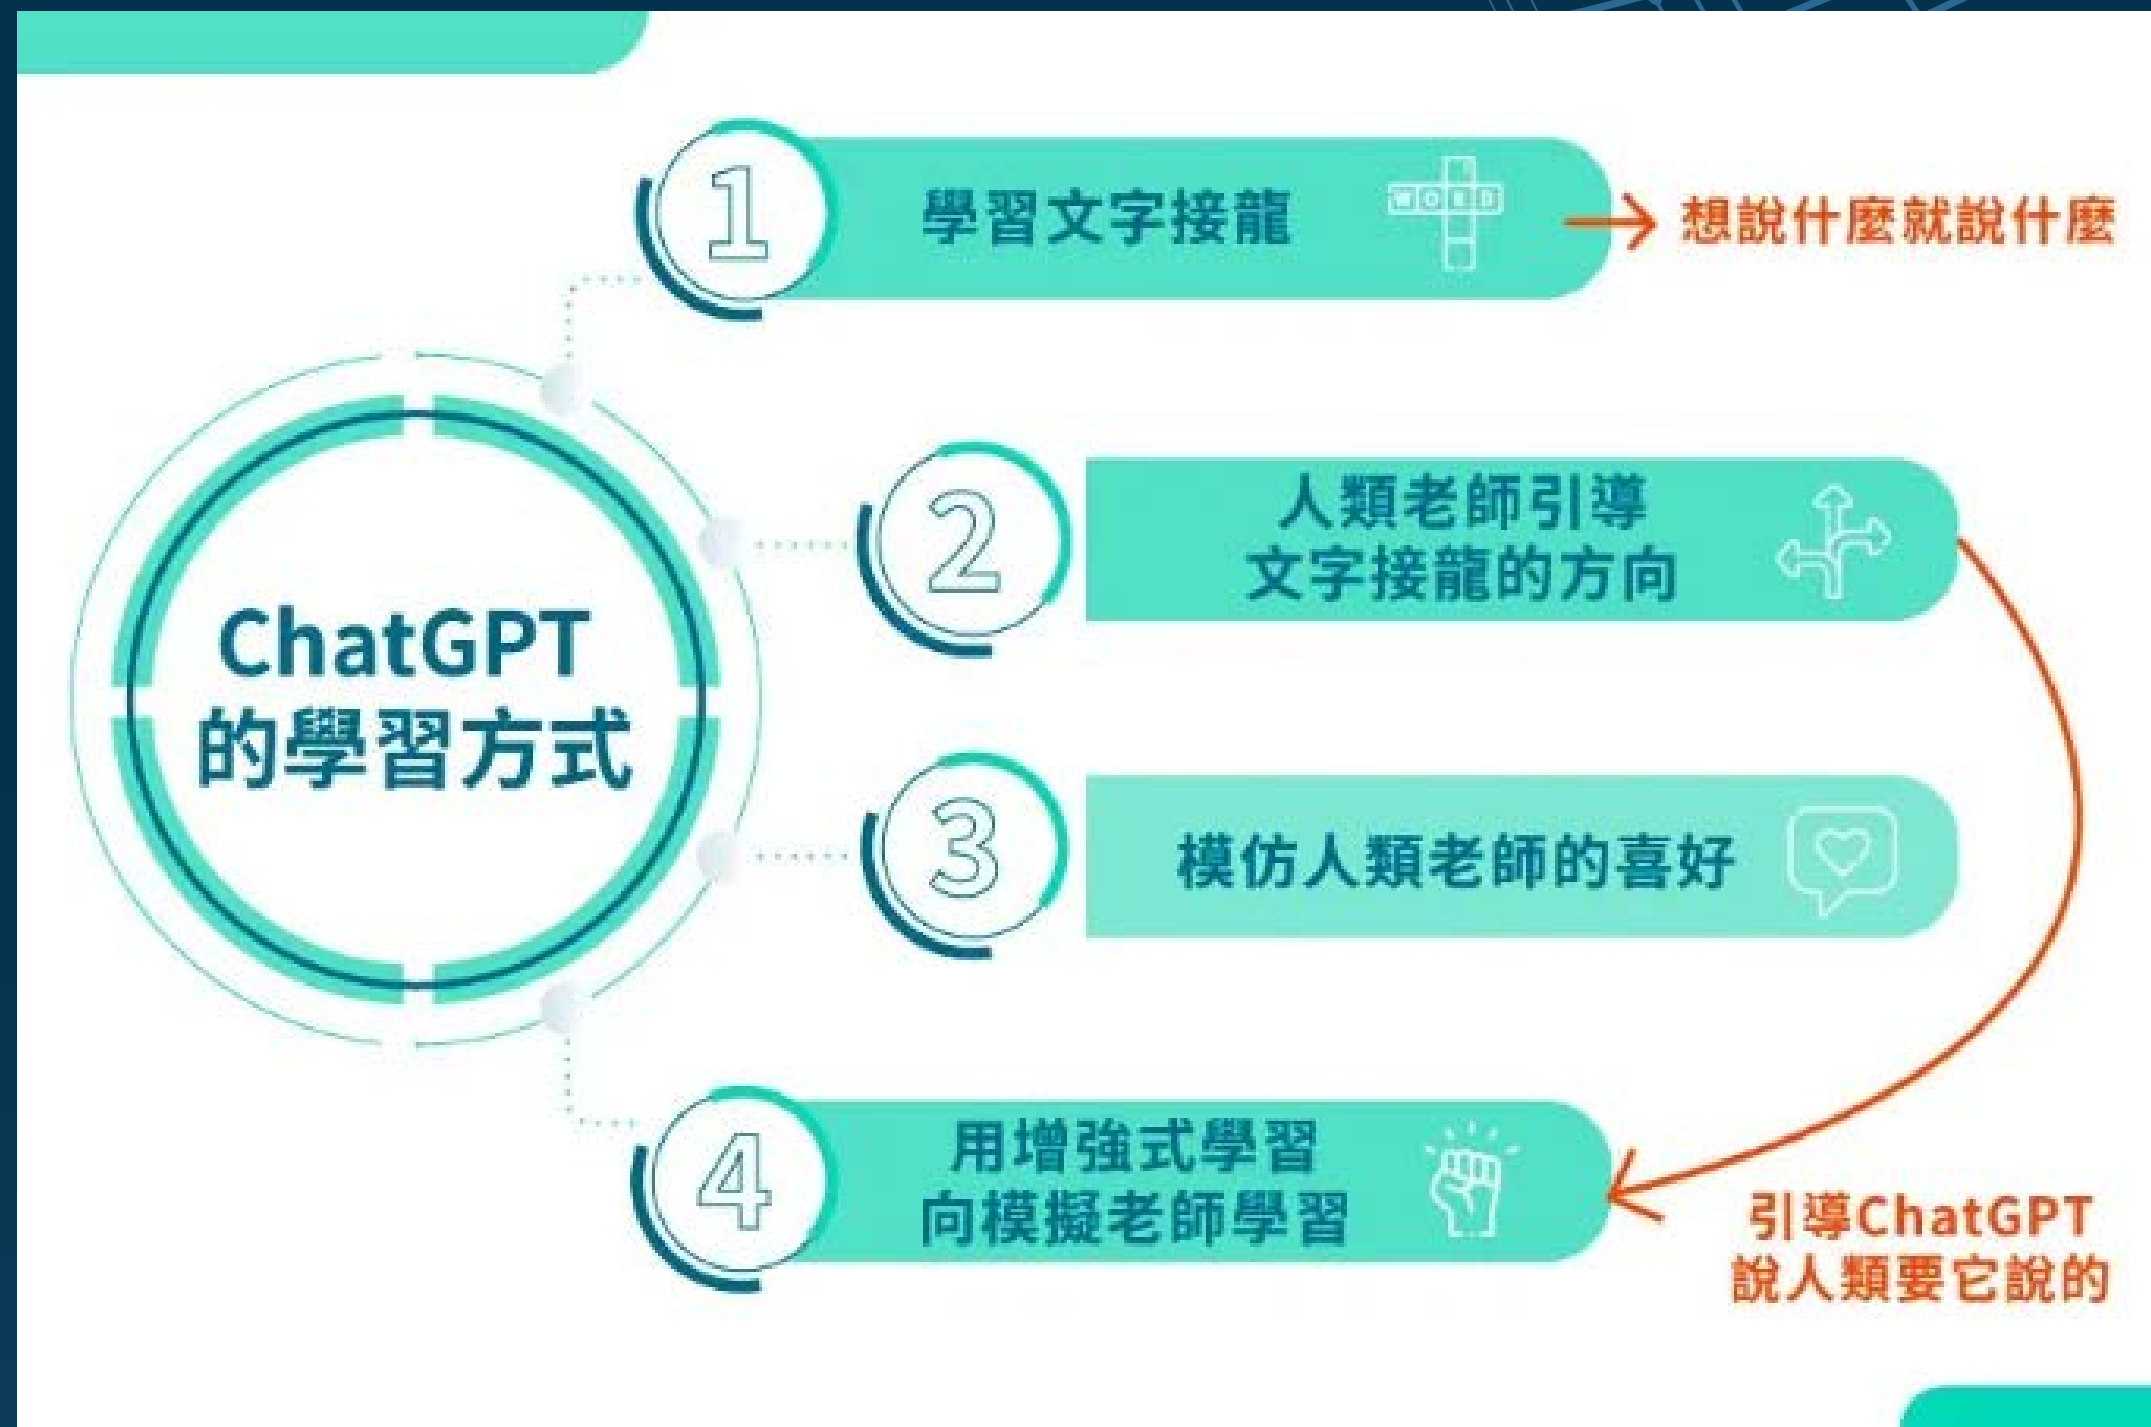 1
學習文字接龍
WORD
想說什麼就說什麼
2
人類老師引導
文字接龍的方向
ChatGPT
的學習方式
3
模仿人類老師的喜好
4
用增強式學習
向模擬老師學習
引導ChatGPT
說人類要它說的